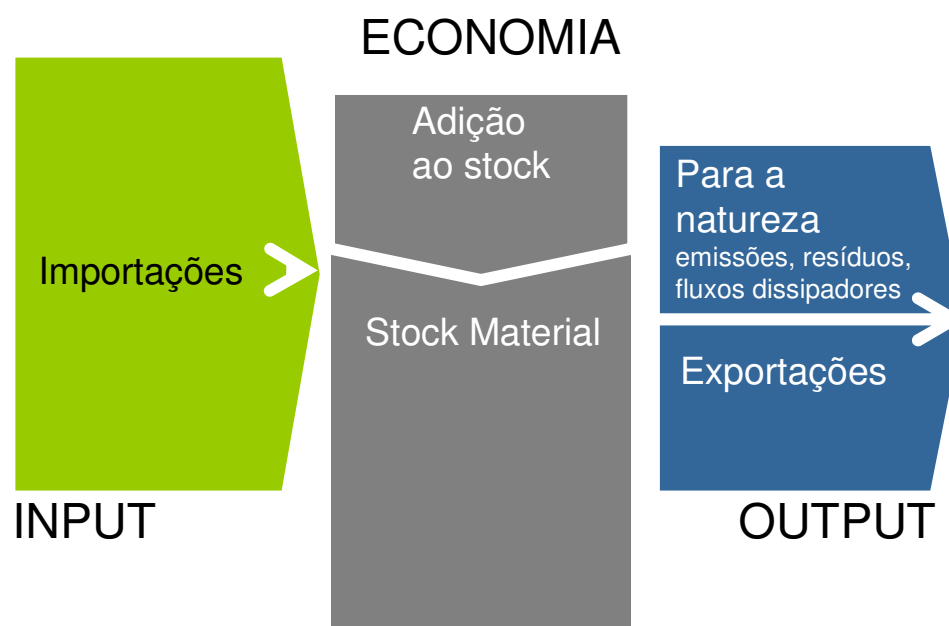 ECONOMIA
Adição
ao stock
Para a
natureza
emissões, resíduos,
fluxos dissipadores
Importações
Stock Material
Exportações
INPUT
OUTPUT